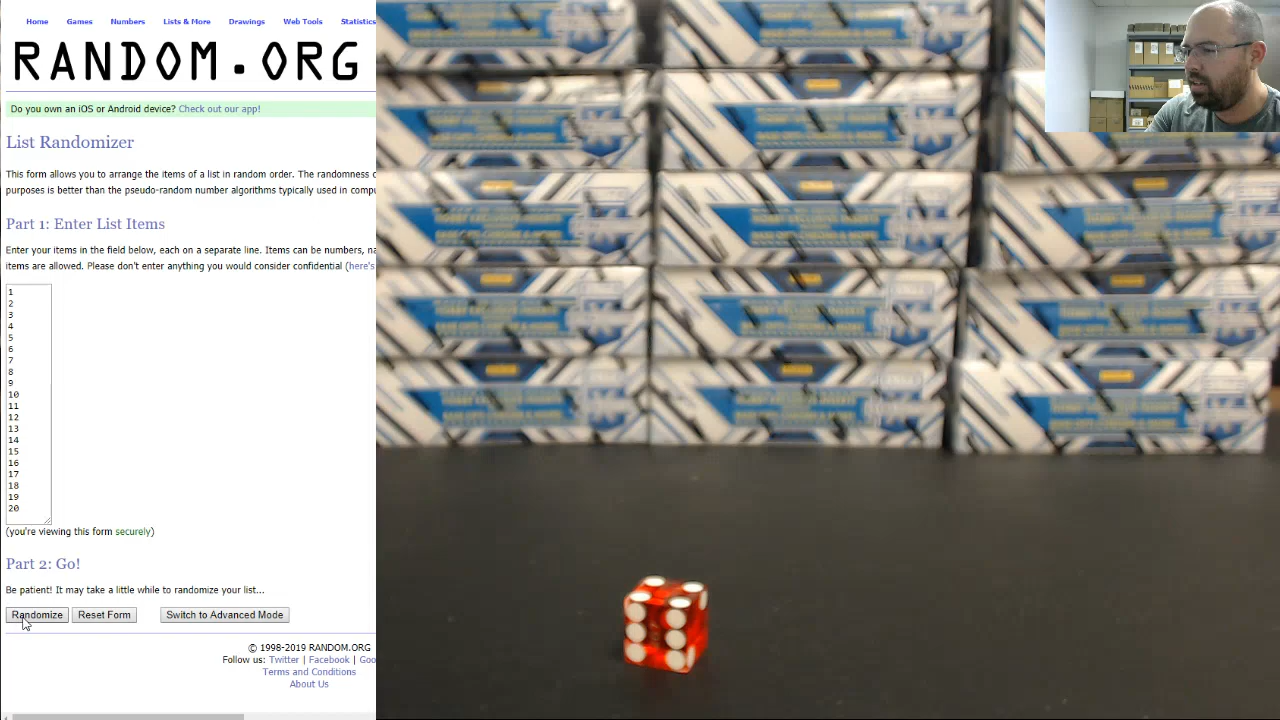 Home Games Numbers Lists & More Drawings Web Tools Statistics
RANDOM.ORG
Do you own an iOS or Android device? Check out our app!
List Randomizer
This form allows you to arrange the items of a list in random order. The randomness c
purposes is better than the pseudo-random number algorithms typically used in compu
Part 1: Enter List Items
Enter your items in the field below, each on a separate line. Items can be numbers, na
items are allowed. Please don't enter anything you would consider confidential (here's
1
2
3
4
5
6
7
8
9
10
11
12
13
14
15
16
17
18
19
20
(you're viewing this form securely)
Part 2: Go!
Be patient! It may take a little while to randomize your list...
Randomize Reset Form Switch to Advanced Mode
© 1998-2019 RANDOM.ORG
Follow us: Twitter | Facebook | Goo
Terms and Conditions
About Us